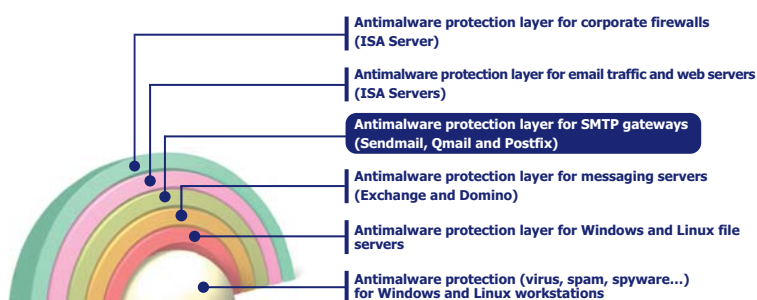 Antimalware protection layer for corporate firewalls
(ISA Server)
Antimalware protection layer for email traffic and web servers
(ISA Servers)
Antimalware protection layer for SMTP gateways
(Sendmail, Qmail and Postfix)
Antimalware protection layer for messaging servers
(Exchange and Domino)
Antimalware protection layer for Windows and Linux file
servers
Antimalware protection (virus, spam, spyware...)
for Windows and Linux workstations